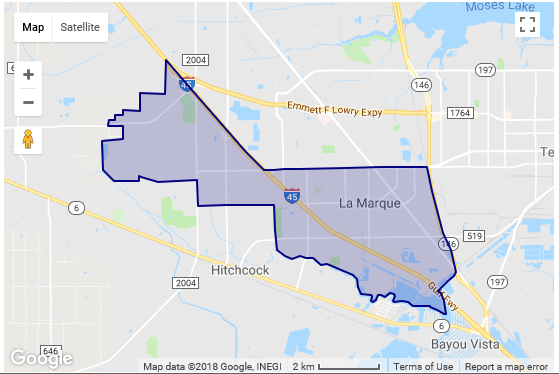 Moses Lake
Map
Satellite
2004
45
Emmett F Lowry Expy
146
197
1764
197
6
45
La Marque
519
146
Hitchcock
2004
Gulf Fwy
6
Bayou Vista
646
Google
Map data ©2018 Google, INEGI
2 km
Terms of Use
Report a map error